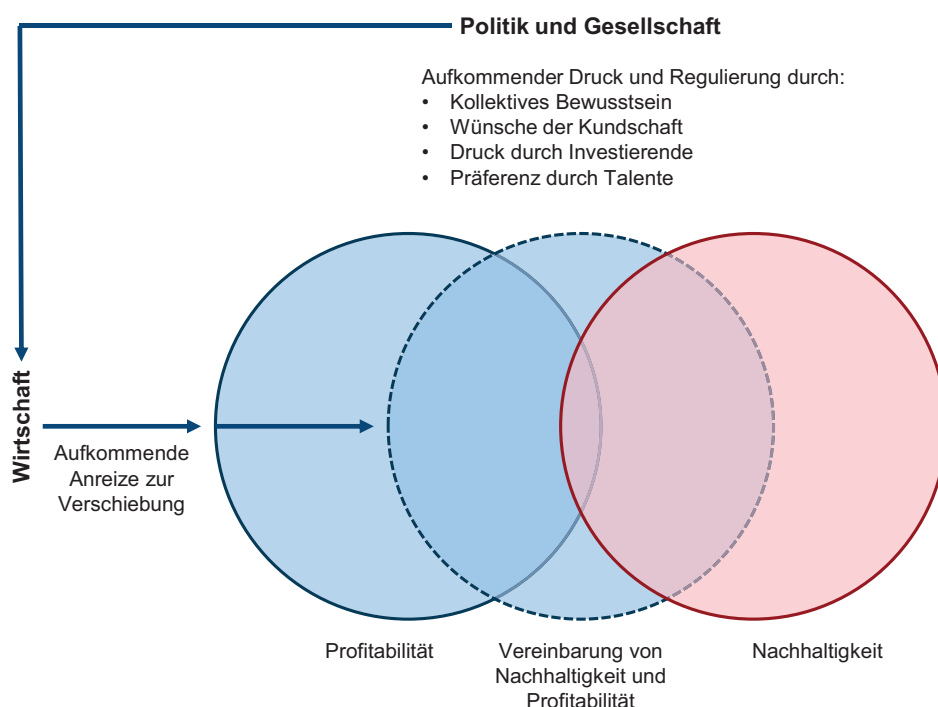 Politik und Gesellschaft
Aufkommender Druck und Regulierung durch:
• Kollektives Bewusstsein
• Wünsche der Kundschaft
• Druck durch Investierende
• Präferenz durch Talente
Wirtschaft
Aufkommende
Anreize zur
Verschiebung
Profitabilität
Vereinbarung von
Nachhaltigkeit und
Profitabilität
Nachhaltigkeit